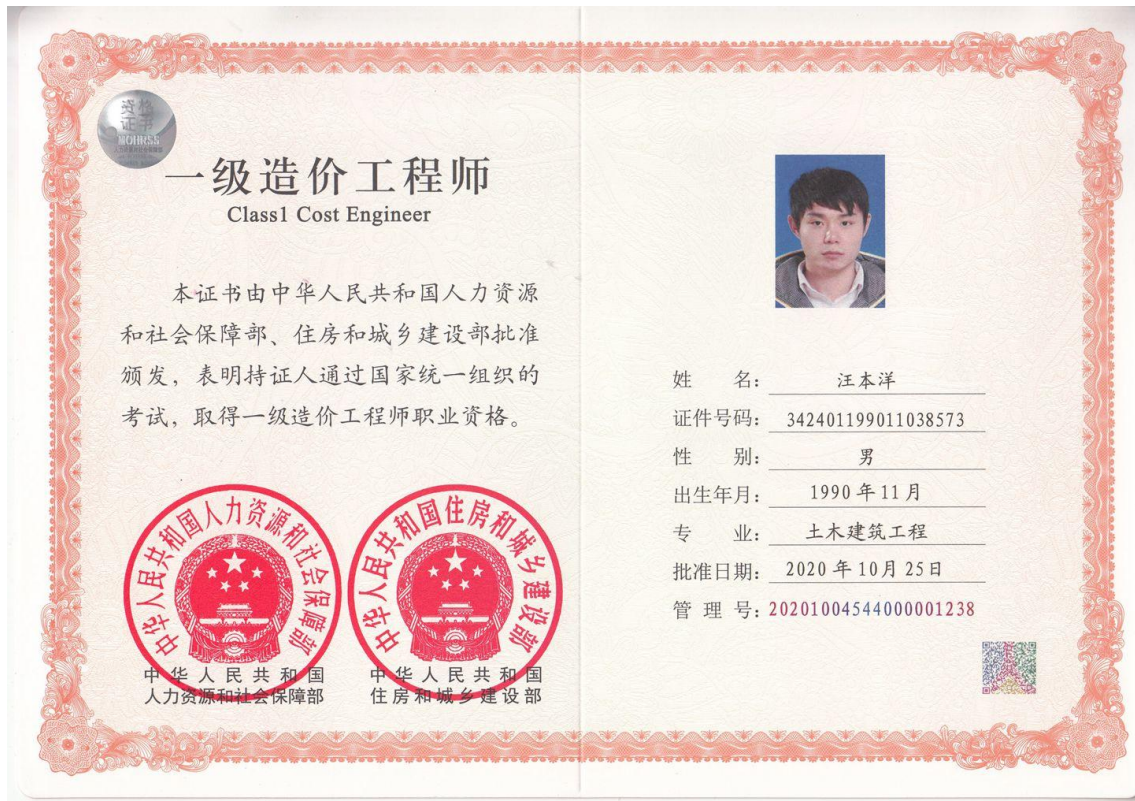 资格
证书
MOHRSS
一级造价工程师
Class1 Cost Engineer
本证书由中华人民共和国人力资源
和社会保障部、住房和城乡建设部批准
颁发，表明持证人通过国家统一组织的
考试，取得一级造价工程师职业资格。
中华人民共和国人力资源和社会保障部
中华人民共和国住房和城乡建设部
中华人民共和国
人力资源和社会保障部
中华人民共和国
住房和城乡建设部
姓 名： 汪本洋
证件号码： 342401199011038573
性 别： 男
出生年月： 1990 年 11 月
专 业： 土木建筑工程
批准日期： 2020 年 10 月 25 日
管 理 号：20201004544000001238